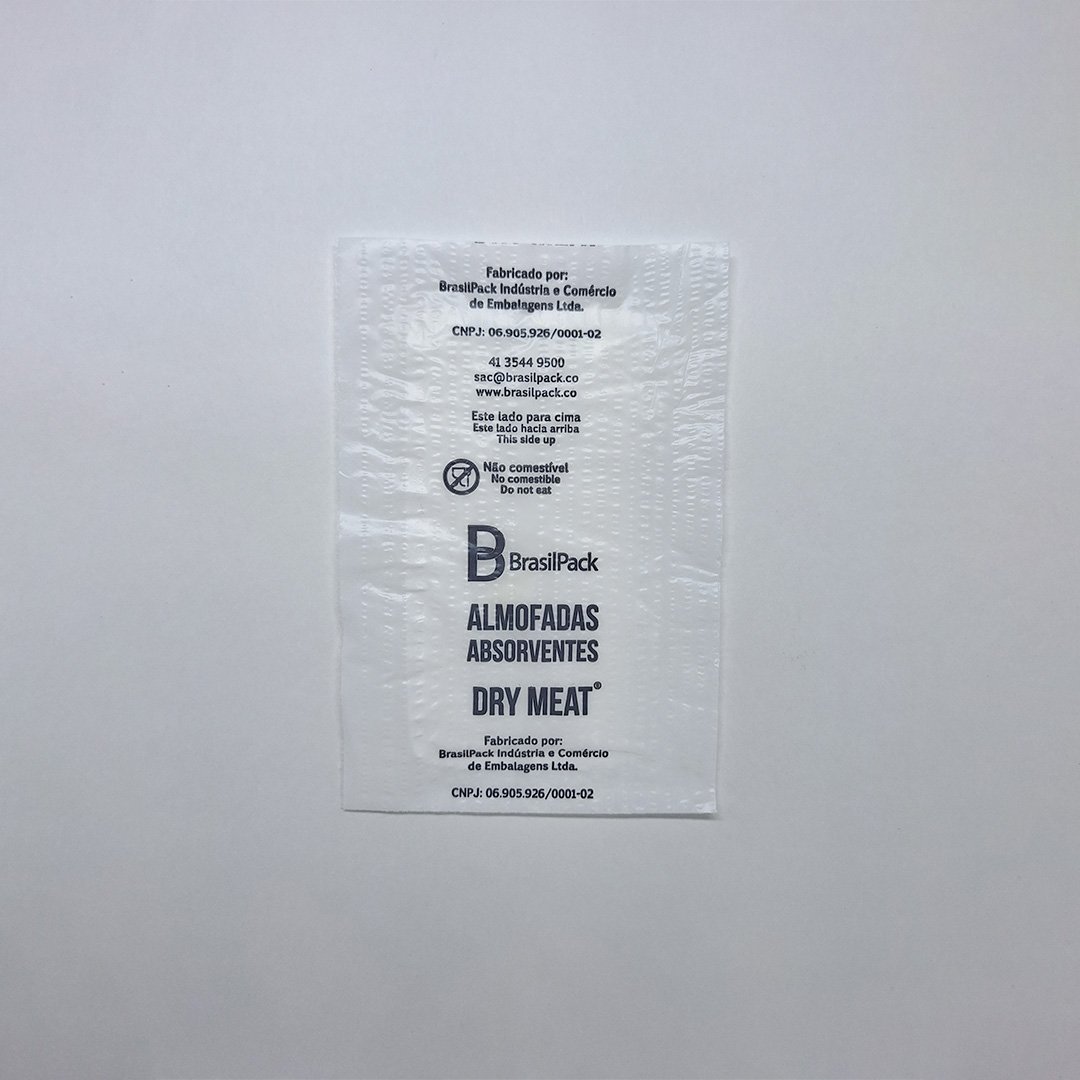 Fabricado por:
BrasilPack Indústria e Comércio
de Embalagens Ltda.
CNPJ: 06.905.926/0001-02
41 3544 9500
sac@brasilpack.co
www.brasilpack.co
Este lado para cima
Este lado hacia arriba
This side up
Não comestível
No comestible
Do not eat
B BrasilPack
ALMOFADAS
ABSORVENTES
DRY MEAT®
Fabricado por:
BrasilPack Indústria e Comércio
de Embalagens Ltda.
CNPJ: 06.905.926/0001-02